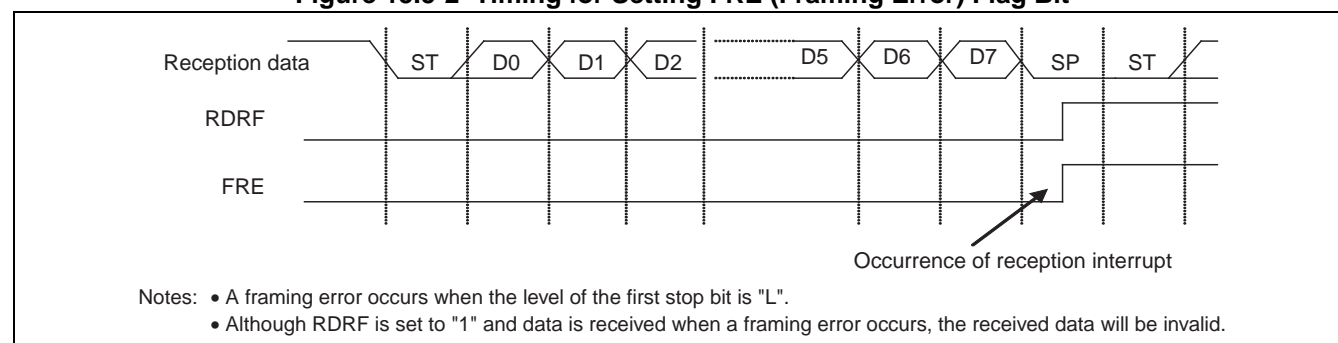 Figure 16.5-2 Timing for Setting FRE (Framing Error) Flag Bit
Reception data ST D0 D1 D2 D5 D6 D7 SP ST
RDRF
FRE
Occurrence of reception interrupt
Notes: • A framing error occurs when the level of the first stop bit is "L".
• Although RDRF is set to "1" and data is received when a framing error occurs, the received data will be invalid.